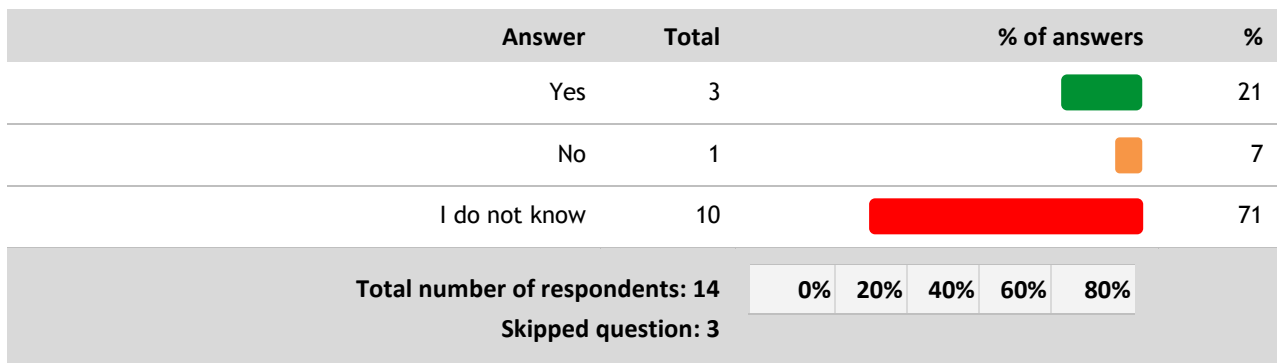 Answer Total % of answers %
Yes 3 21
No 1 7
I do not know 10 71
Total number of respondents: 14 0% 20% 40% 60% 80%
Skipped question: 3